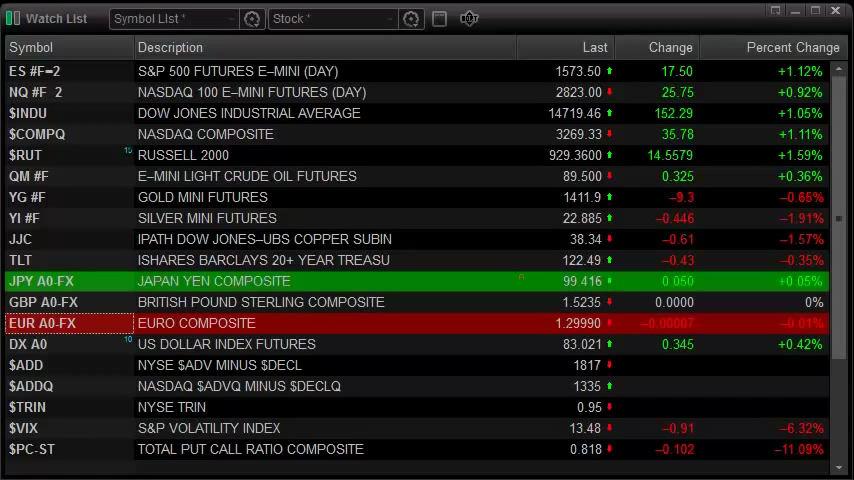 Watch List Symbol List * Stock *
Symbol Description Last Change Percent Change
ES #F=2 S&P 500 FUTURES E–MINI (DAY) 1573.50 17.50 +1.12%
NQ #F 2 NASDAQ 100 E–MINI FUTURES (DAY) 2823.00 25.75 +0.92%
$INDU DOW JONES INDUSTRIAL AVERAGE 14719.46 152.29 +1.05%
$COMPQ NASDAQ COMPOSITE 3269.33 35.78 +1.11%
$RUT 15 RUSSELL 2000 929.3600 14.5579 +1.59%
QM #F E–MINI LIGHT CRUDE OIL FUTURES 89.500 0.325 +0.36%
YG #F GOLD MINI FUTURES 1411.9 –9.3 –0.65%
YI #F SILVER MINI FUTURES 22.885 –0.446 –1.91%
JJC IPATH DOW JONES–UBS COPPER SUBIN 38.34 –0.61 –1.57%
TLT ISHARES BARCLAYS 20+ YEAR TREASU 122.49 –0.43 –0.35%
JPY A0-FX JAPAN YEN COMPOSITE 99.416 0.050 +0.05%
GBP A0-FX BRITISH POUND STERLING COMPOSITE 1.5235 0.0000 0%
EUR A0-FX EURO COMPOSITE 1.29990 –0.00007 –0.01%
DX A0 10 US DOLLAR INDEX FUTURES 83.021 0.345 +0.42%
$ADD NYSE $ADV MINUS $DECL 1817
$ADDQ NASDAQ $ADVQ MINUS $DECLQ 1335
$TRIN NYSE TRIN 0.95
$VIX S&P VOLATILITY INDEX 13.48 –0.91 –6.32%
$PC-ST TOTAL PUT CALL RATIO COMPOSITE 0.818 –0.102 –11.09%